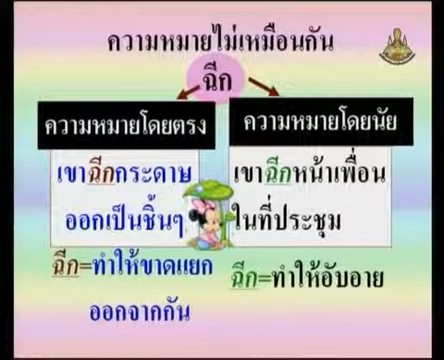 ความหมายไม่เหมือนกัน
ฉีก
ความหมายโดยตรง
เขาฉีกกระดาษ
ออกเป็นชิ้นๆ
ฉีก=ทำให้ขาดแยก
ออกจากกัน
ความหมายโดยนัย
เขาฉีกหน้าเพื่อน
ในที่ประชุม
ฉีก=ทำให้อับอาย